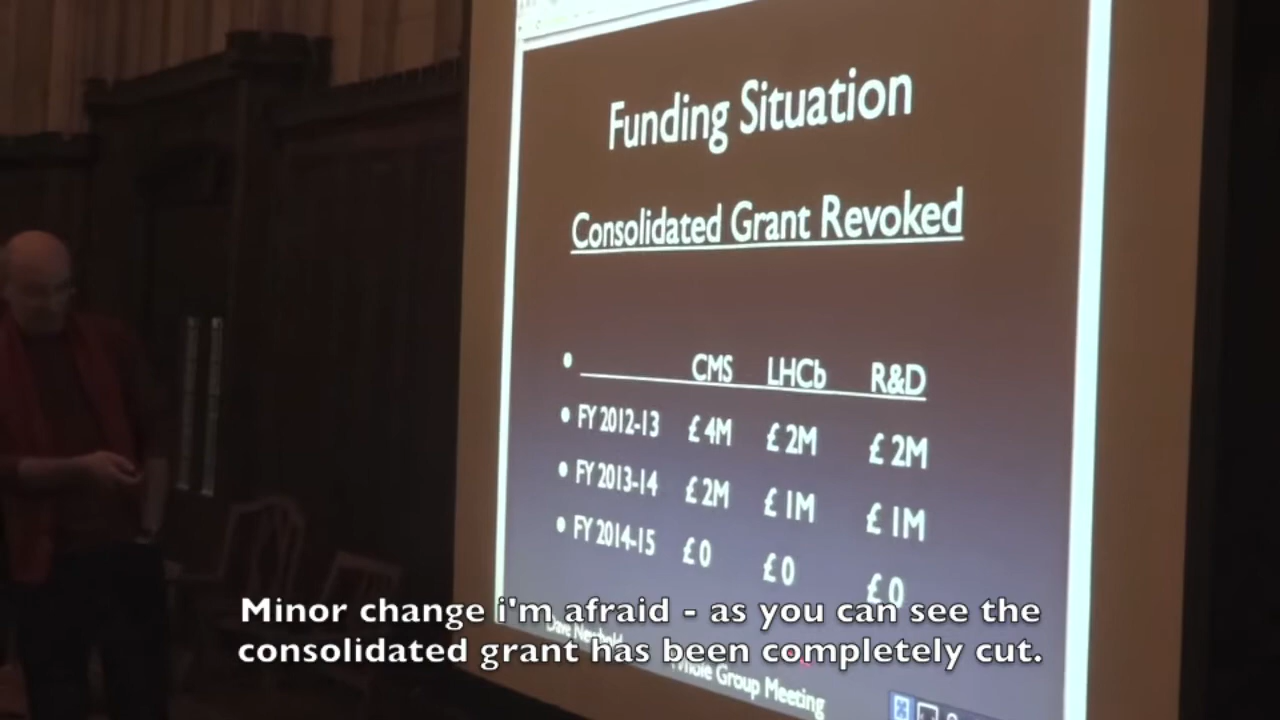 Funding Situation
Consolidated Grant Revoked
• CMS LHCb R&D
• FY 2012-13 £4M £2M £2M
• FY 2013-14 £2M £1M £1M
• FY 2014-15 £0 £0 £0
Minor change i'm afraid - as you can see the
consolidated grant has been completely cut.
Whole Group Meeting